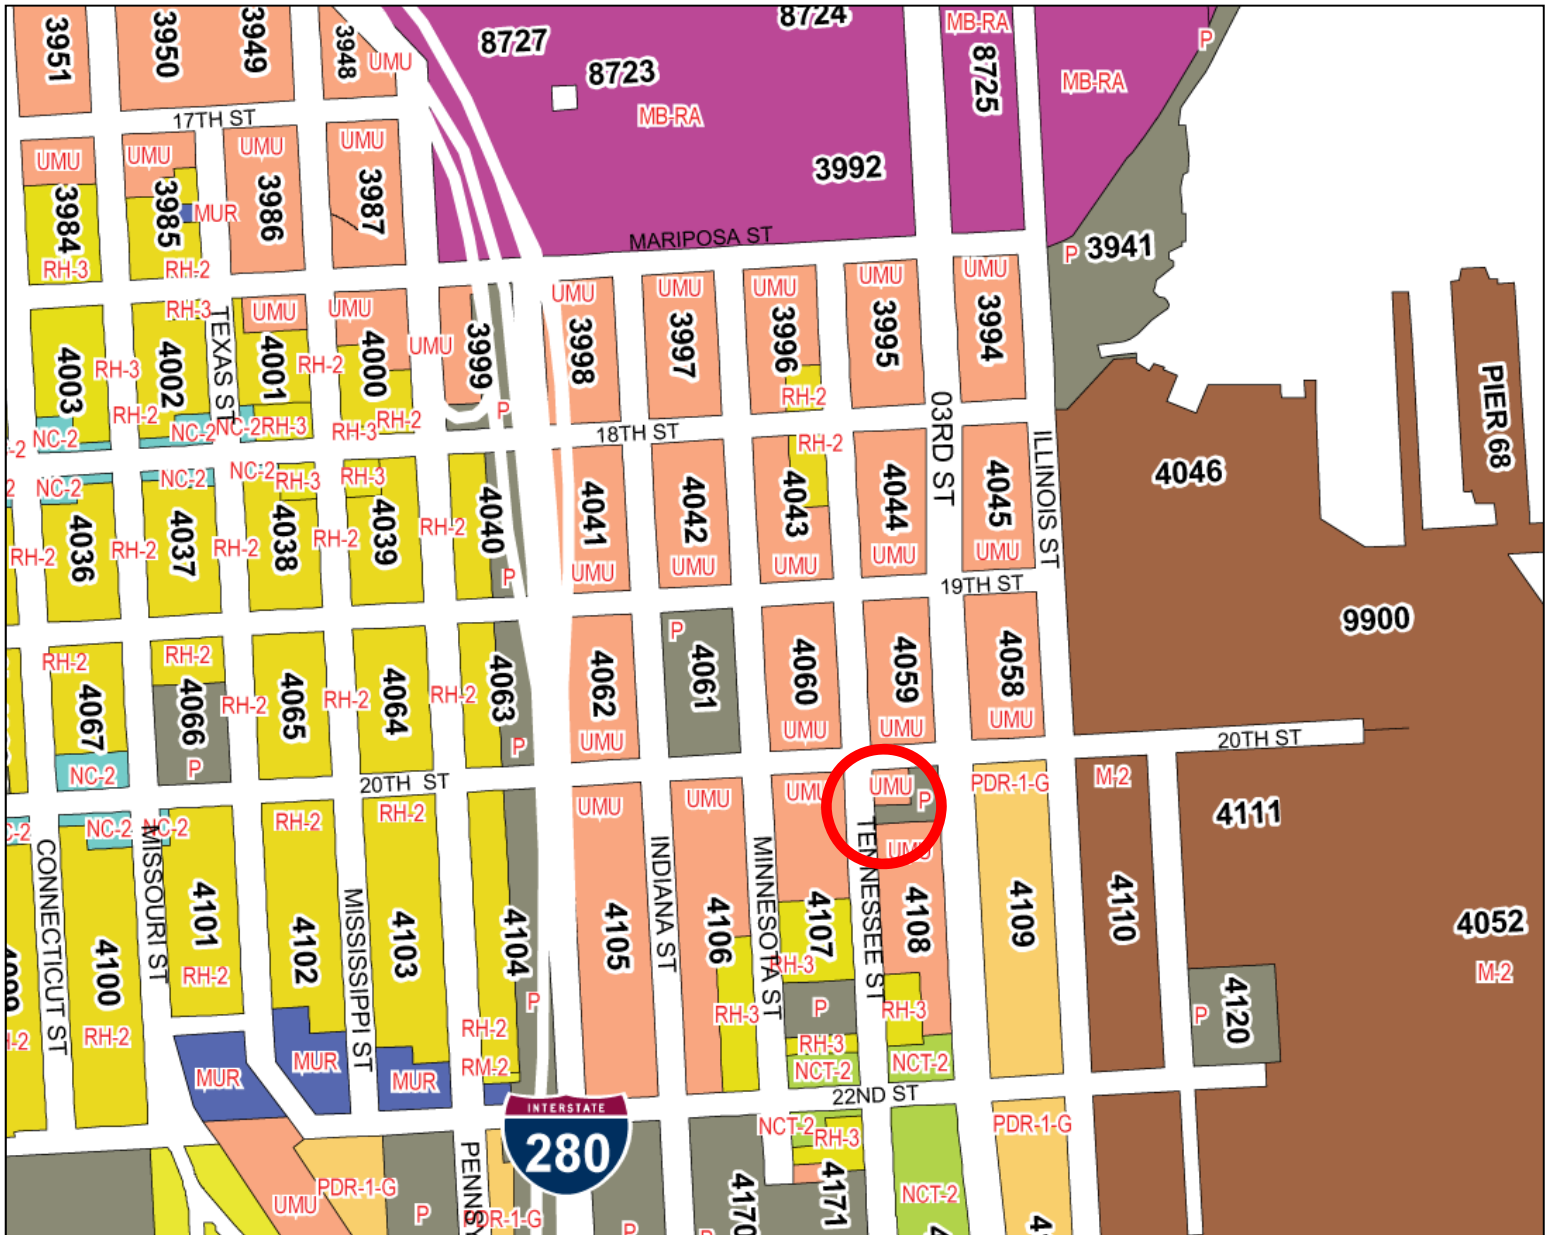 3951
3950
3949
3948
UMU
8727
8723
MB-RA
8724
3992
MB-RA
8725
MB-RA
P
17TH ST
UMU
3984
RH-3
UMU
3985
MUR
RH-2
UMU
3986
UMU
3987
MARIPOSA ST
P
3941
4003
RH-3
NC-2
RH-3
4002
RH-2
NC-2
TEXAS ST
UMU
4001
RH-2
NC-2
RH-3
UMU
4000
RH-3
RH-2
UMU
3999
P
UMU
3998
UMU
3997
UMU
3996
RH-2
UMU
3995
UMU
3994
18TH ST
03RD ST
ILLINOIS ST
PIER 68
4046
NC-2
4036
RH-2
RH-2
NC-2
4037
RH-2
NC-2
RH-3
4038
RH-2
RH-3
4039
RH-2
4040
P
4041
UMU
4042
UMU
RH-2
4043
UMU
4044
UMU
4045
UMU
19TH ST
9900
RH-2
4067
NC-2
RH-2
4066
P
RH-2
4065
RH-2
4064
RH-2
4063
P
4062
UMU
P
4061
4060
UMU
4059
UMU
4058
UMU
20TH ST
20TH ST
NC-2
NC-2
CONNECTICUT ST
4100
RH-2
MISSOURI ST
4101
RH-2
RH-2
4102
MUR
MUR
MISSISSIPPI ST
RH-2
4103
MUR
4104
P
RH-2
RM-2
UMU
4105
INDIANA ST
UMU
4106
RH-3
MINNESOTA ST
UMU
4107
RH-3
P
RH-3
NCT-2
TENNESSEE ST
UMU
P
UMU
4108
RH-3
NCT-2
PDR-1-G
4109
M-2
4110
4111
4052
M-2
P
4120
22ND ST
INTERSTATE
280
UMU
PDR-1-G
P
PDR-1-G
P
4170
NCT-2
RH-3
4171
NCT-2
PDR-1-G